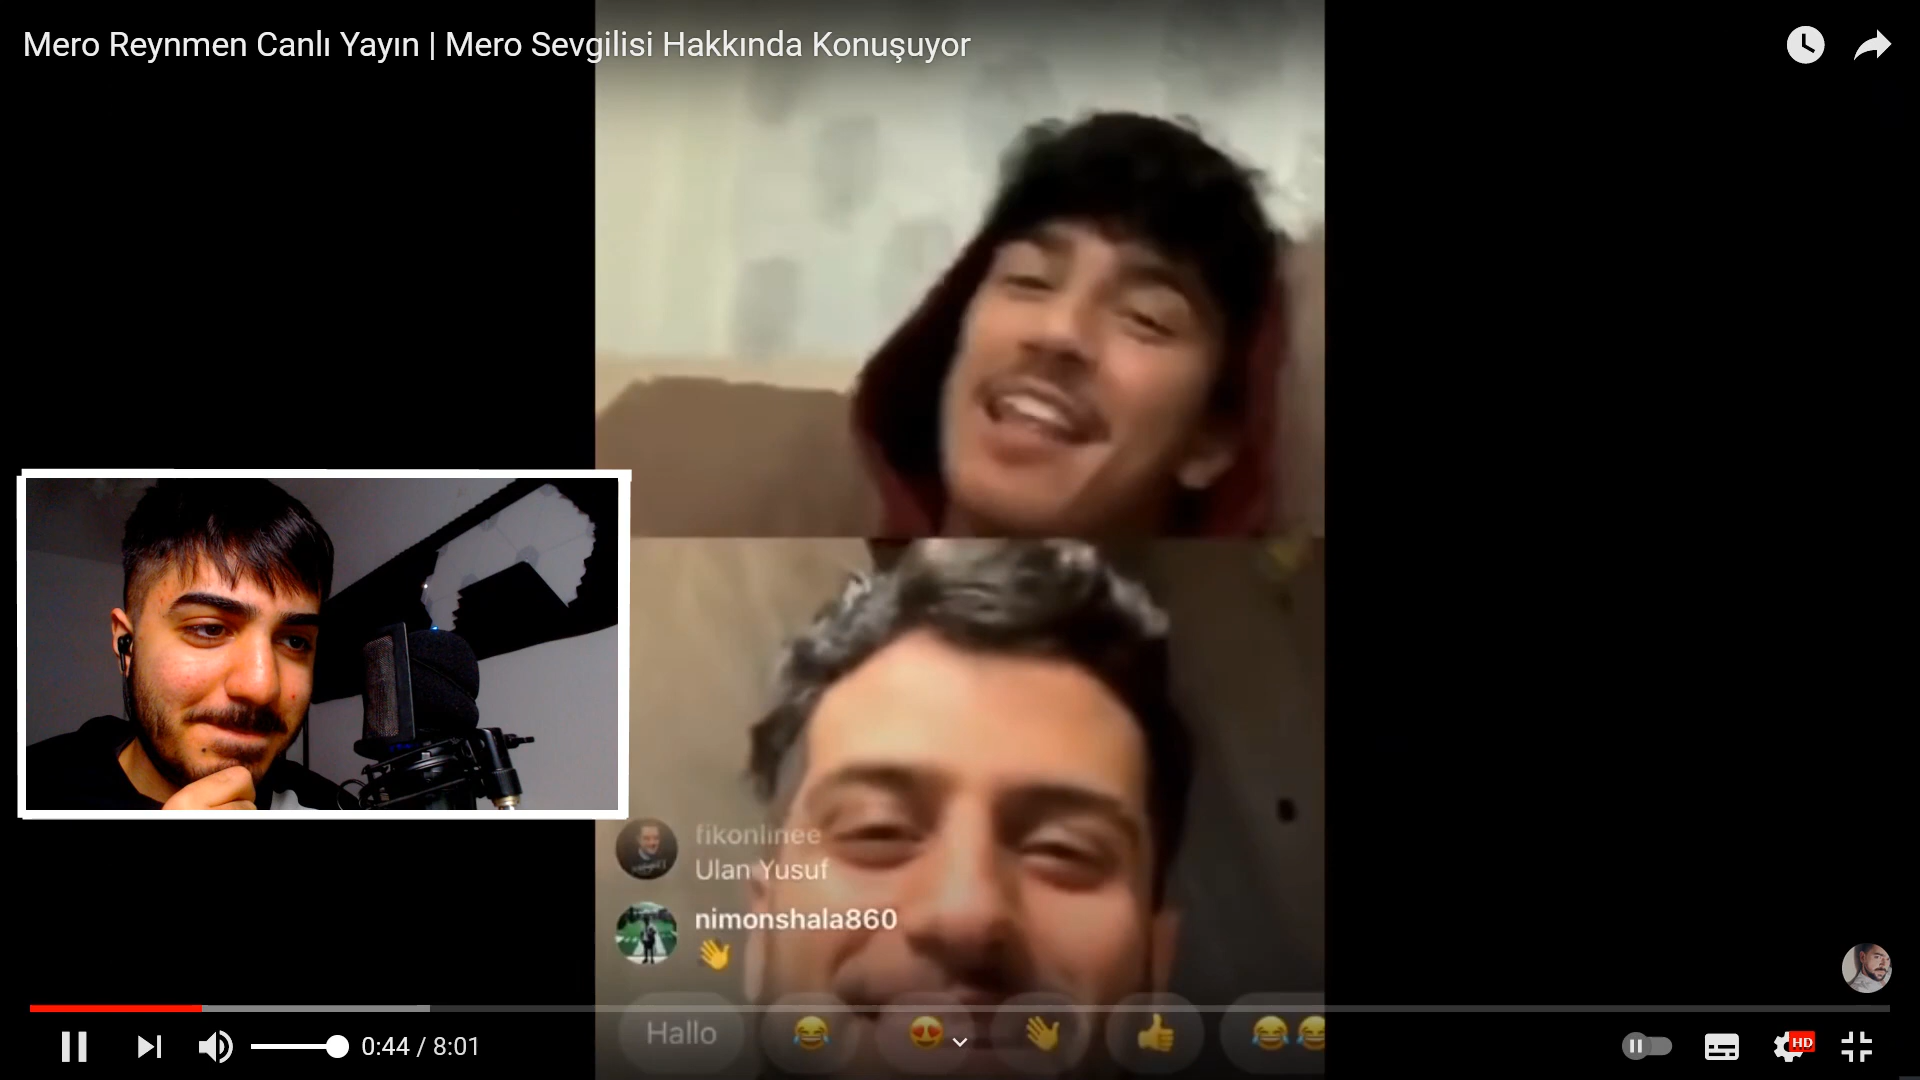 Mero Reynmen Canlı Yayın | Mero Sevgilisi Hakkında Konuşuyor
fikonlinee
Ulan Yusuf
nimonshala860
👋
Hallo 😂 😍 👋 👍 😂😂
0:44 / 8:01
HD